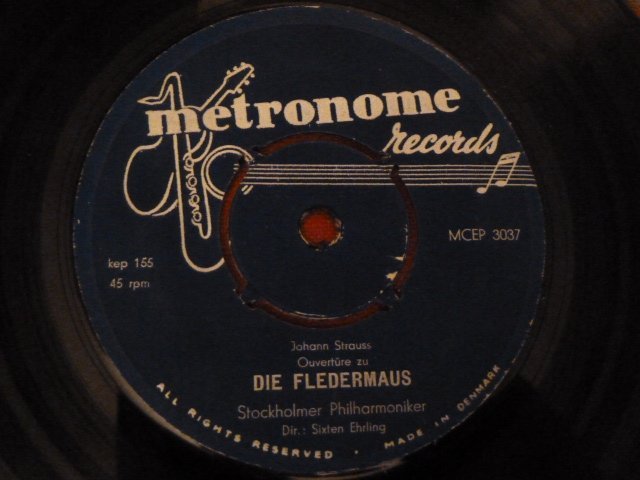 metronome
records
MCEP 3037
kep 155
45 rpm
Johann Strauss
Ouvertüre zu
DIE FLEDERMAUS
Stockholmer Philharmoniker
Dir.: Sixten Ehrling
ALL RIGHTS RESERVED • MADE IN DENMARK